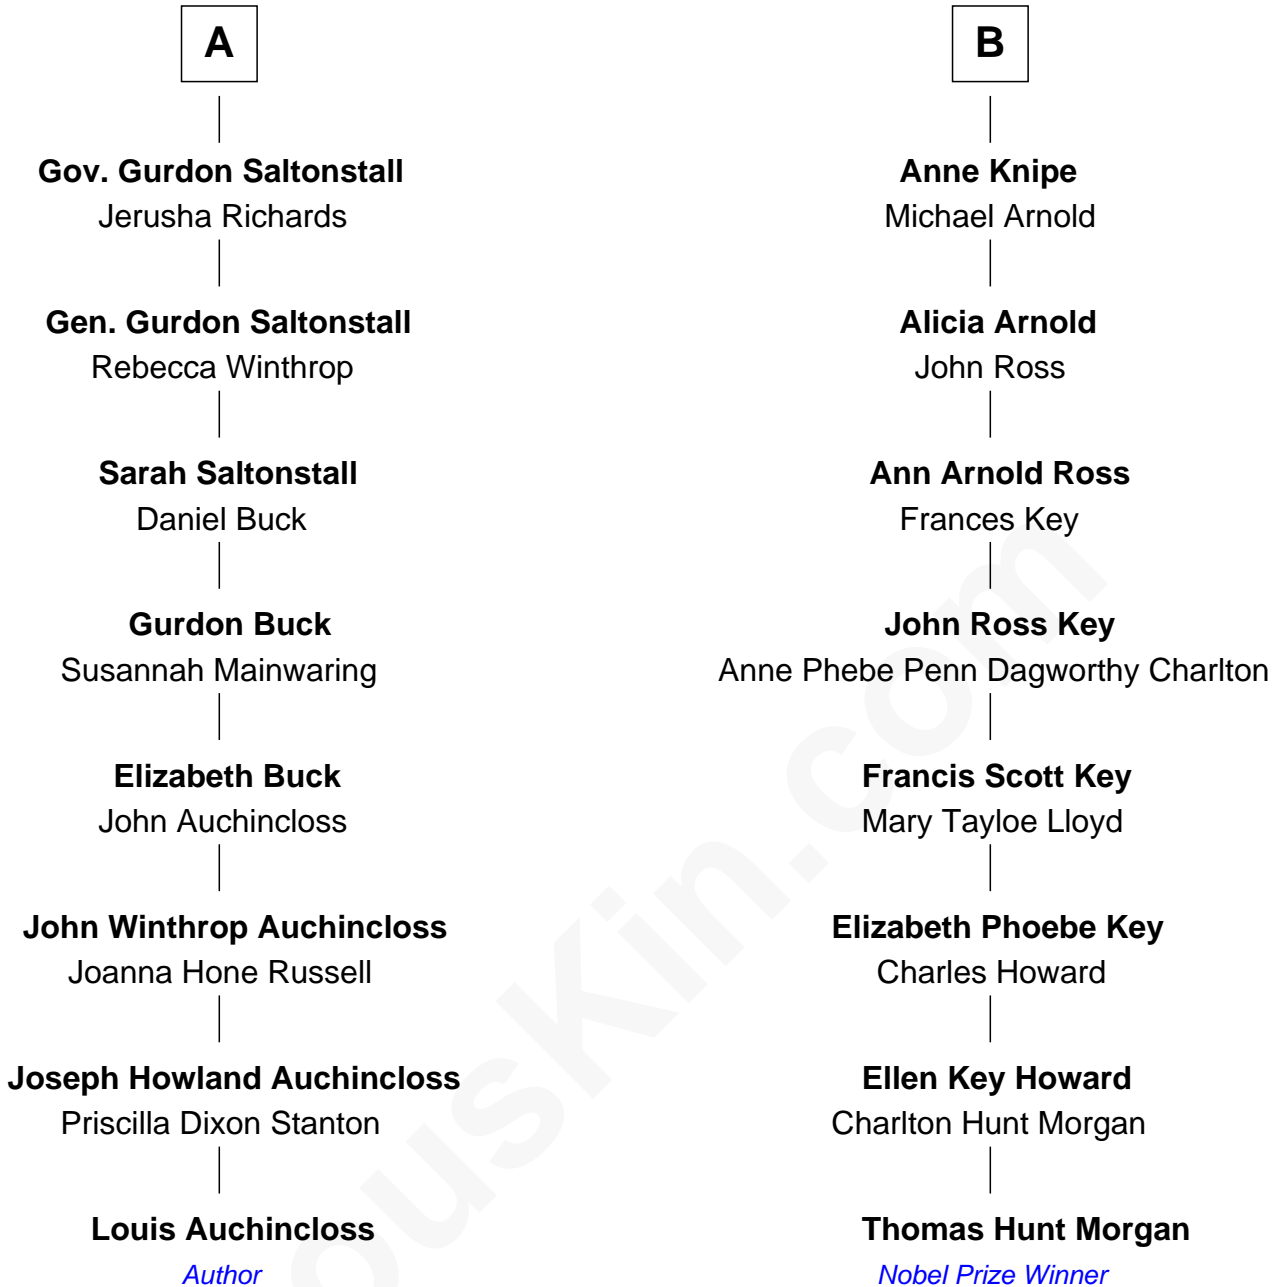 A
Gov. Gurdon Saltonstall
Jerusha Richards
Gen. Gurdon Saltonstall
Rebecca Winthrop
Sarah Saltonstall
Daniel Buck
Gurdon Buck
Susannah Mainwaring
Elizabeth Buck
John Auchincloss
John Winthrop Auchincloss
Joanna Hone Russell
Joseph Howland Auchincloss
Priscilla Dixon Stanton
Louis Auchincloss
Author
B
Anne Knipe
Michael Arnold
Alicia Arnold
John Ross
Ann Arnold Ross
Frances Key
John Ross Key
Anne Phebe Penn Dagworthy Charlton
Francis Scott Key
Mary Tayloe Lloyd
Elizabeth Phoebe Key
Charles Howard
Ellen Key Howard
Charlton Hunt Morgan
Thomas Hunt Morgan
Nobel Prize Winner
ousKin.com